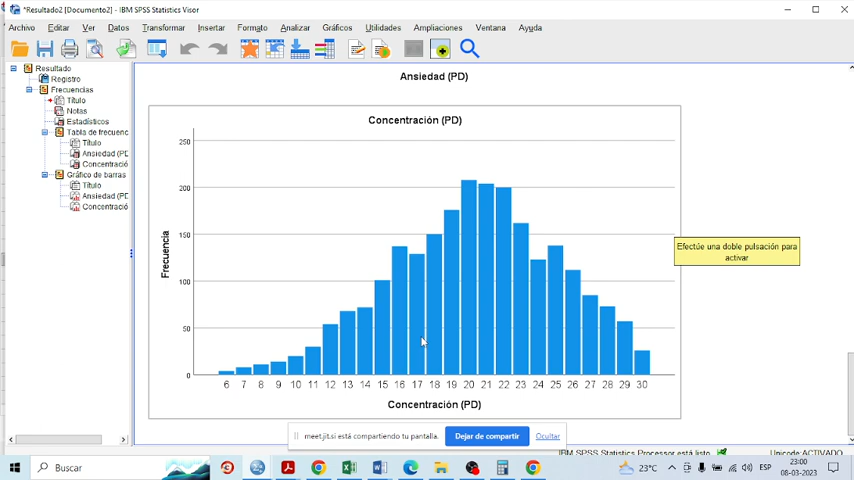 *Resultado2 [Documento2] - IBM SPSS Statistics Visor
Archivo Editar Ver Datos Transformar Insertar Formato Analizar Gráficos Utilidades Ampliaciones Ventana Ayuda
Resultado
Registro
Frecuencias
Título
Notas
Estadísticos
Tabla de frecuenc
Título
Ansiedad (PD
Concentració
Gráfico de barras
Título
Ansiedad (PD
Concentració
Ansiedad (PD)
Concentración (PD)
250
200
150
100
50
0
Frecuencia
6 7 8 9 10 11 12 13 14 15 16 17 18 19 20 21 22 23 24 25 26 27 28 29 30
Concentración (PD)
Efectúe una doble pulsación para
activar
meet.jit.si está compartiendo tu pantalla. Dejar de compartir Ocultar
IBM SPSS Statistics Processor está listo Unicode:ACTIVADO
Buscar
23°C
ESP
23:00
08-03-2023